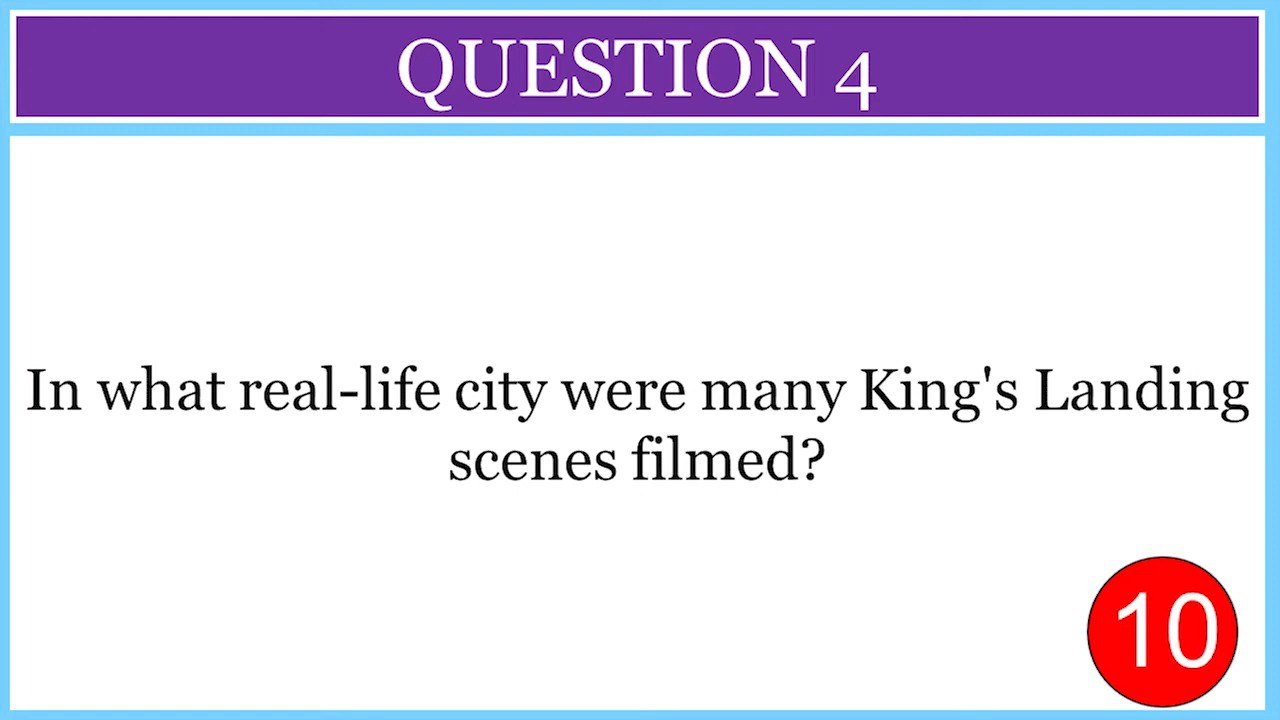 QUESTION 4
In what real-life city were many King's Landing
scenes filmed?
10